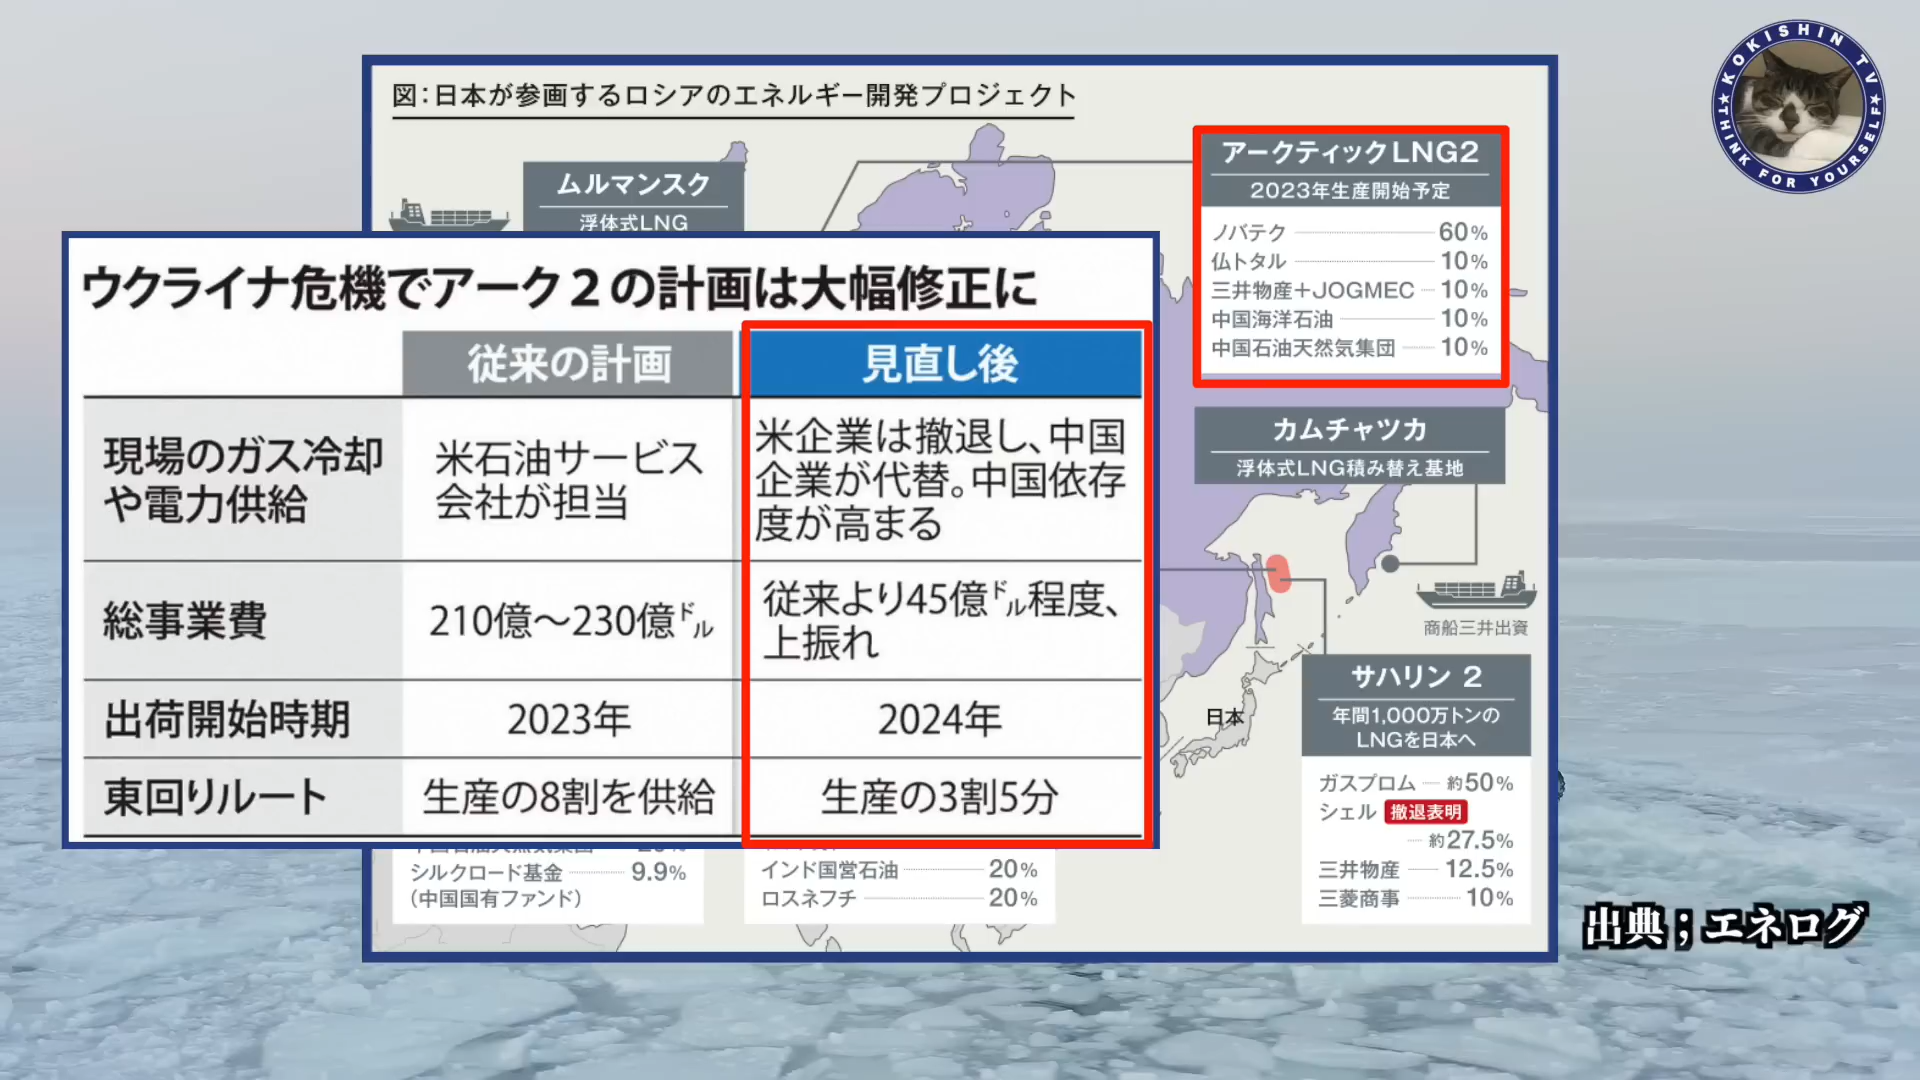 KOKISHIN TV
THINK FOR YOURSELF
図:日本が参画するロシアのエネルギー開発プロジェクト
ムルマンスク
浮体式LNG
アークティックLNG2
2023年生産開始予定
ノバテク 60%
仏トタル 10%
三井物産+JOGMEC 10%
中国海洋石油 10%
中国石油天然気集団 10%
ウクライナ危機でアーク2の計画は大幅修正に
従来の計画
見直し後
現場のガス冷却
や電力供給
米石油サービス
会社が担当
米企業は撤退し、中国
企業が代替。中国依存
度が高まる
総事業費
210億〜230億㌦
従来より45億㌦程度、
上振れ
出荷開始時期
2023年
2024年
東回りルート
生産の8割を供給
生産の3割5分
カムチャツカ
浮体式LNG積み替え基地
商船三井出資
日本
サハリン 2
年間1,000万トンの
LNGを日本へ
ガスプロム 約50%
シェル 撤退表明
約27.5%
三井物産 12.5%
三菱商事 10%
シルクロード基金 9.9%
(中国国有ファンド)
インド国営石油 20%
ロスネフチ 20%
出典;エネログ